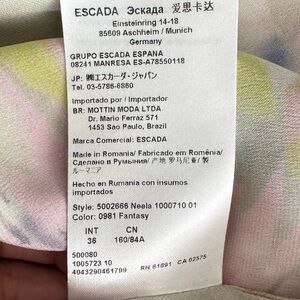 ESCADA Эскада 爱思卡达
Einsteinring 14-18
85609 Aschheim / Munich
Germany
GRUPO ESCADA ESPANA
08241 MANRESA ES-A78550118
JP: ㈱エスカーダ・ジャパン
Tel. 03-5786-6860
Importado por / Importador
BR: MOTTIN MODA LTDA
Dr. Mario Ferraz 571
1453 Sao Paulo, Brazil
Marca Comercial: ESCADA
Made in Romania/ Fabricado em Romênia/
Сделано в Румынии/ 产地 罗马尼亚/ 製
ルーマニア
Hecho en Rumania con insumos
importados
Style: 5002666 Neela 1000710 01
Color: 0981 Fantasy
INT CN
36 160/84A
500080
1005723 10
4043290461799 RN 61891 CA 02575